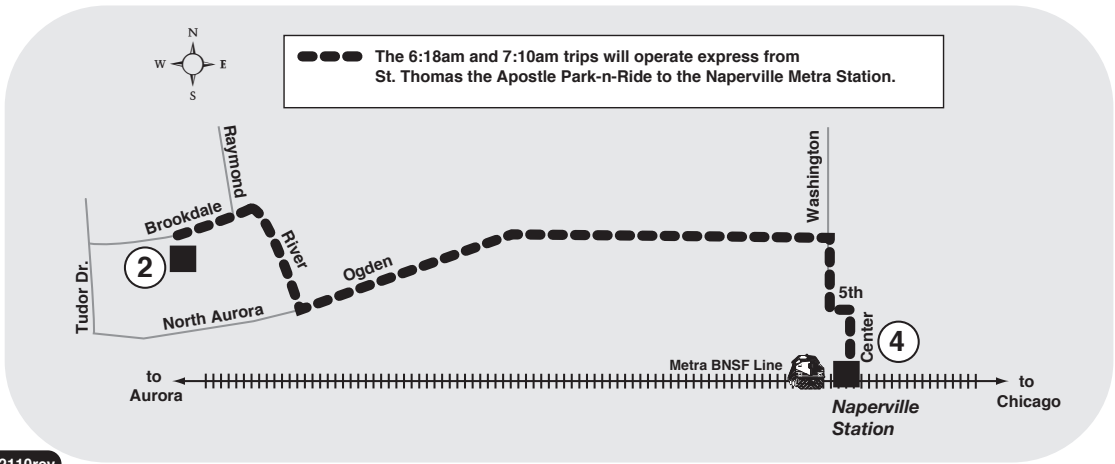 N
W E
S
The 6:18am and 7:10am trips will operate express from
St. Thomas the Apostle Park-n-Ride to the Naperville Metra Station.
Raymond
Washington
Brookdale
River
2
Ogden
Tudor Dr.
North Aurora
5th
Center
4
Metra BNSF Line
to
Aurora
to
Chicago
Naperville
Station
2110rev